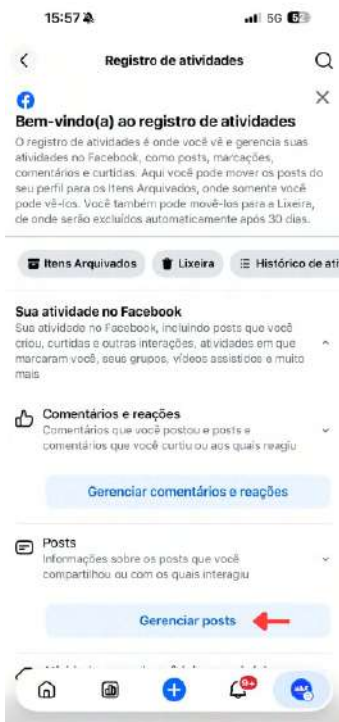 15:57
5G
52
Registro de atividades
Bem-vindo(a) ao registro de atividades
O registro de atividades é onde você vê e gerencia suas
atividades no Facebook, como posts, marcações,
comentários e curtidas. Aqui você pode mover os posts do
seu perfil para os Itens Arquivados, onde somente você
pode vê-los. Você também pode movê-los para a Lixeira,
de onde serão excluídos automaticamente após 30 dias.
Itens Arquivados
Lixeira
Histórico de ati
Sua atividade no Facebook
Sua atividade no Facebook, incluindo posts que você
criou, curtidas e outras interações, atividades em que
marcaram você, seus grupos, vídeos assistidos e muito
mais
Comentários e reações
Comentários que você postou e posts e
comentários que você curtiu ou aos quais reagiu
Gerenciar comentários e reações
Posts
Informações sobre os posts que você
compartilhou ou com os quais interagiu
Gerenciar posts
9+